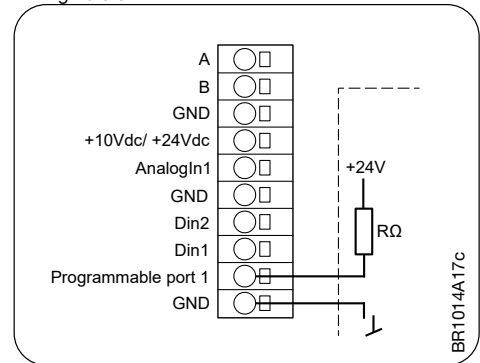 A
B
GND
+10Vdc/ +24Vdc
AnalogIn1
GND
Din2
Din1
Programmable port 1
GND
+24V
RΩ
BR1014A17c